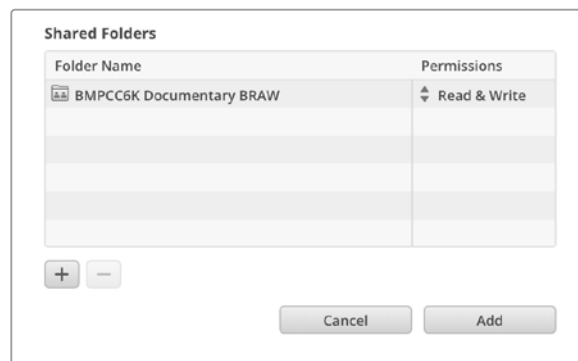 Shared Folders
Folder Name Permissions
BMPCC6K Documentary BRAW Read & Write
+ −
Cancel Add